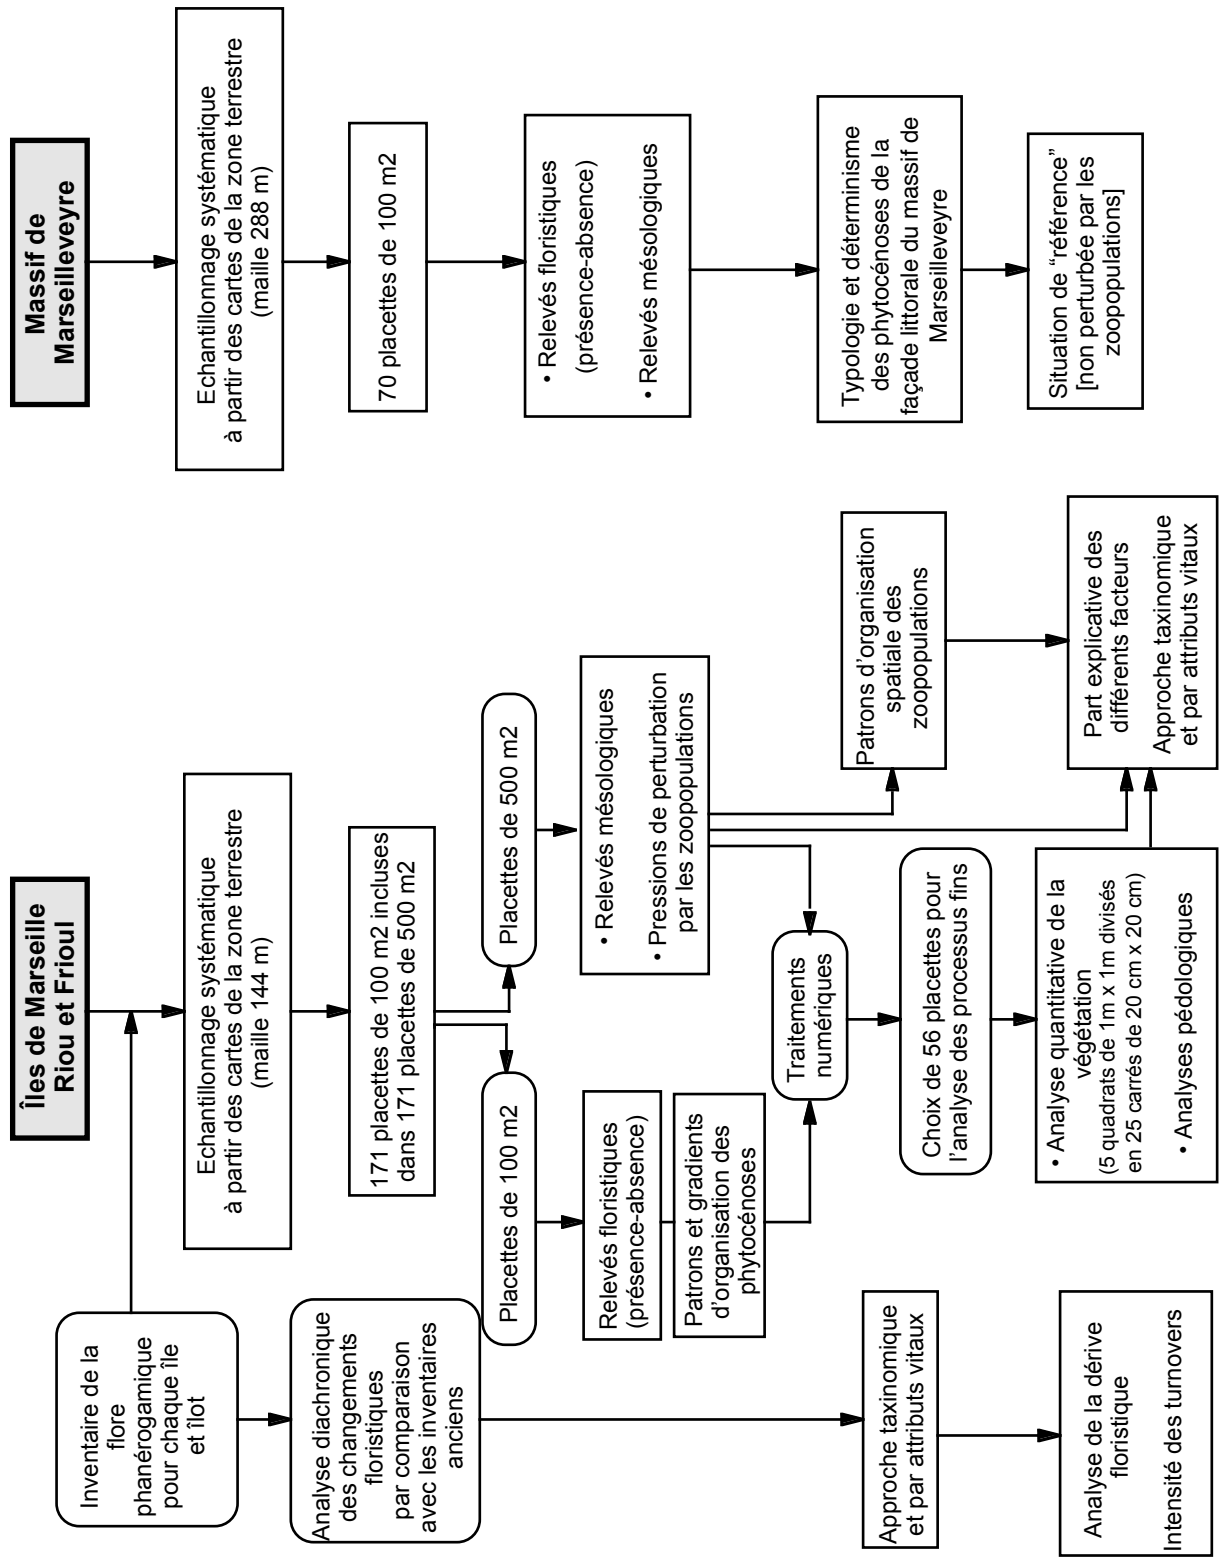 Îles de Marseille
Riou et Frioul
Massif de
Marseilleveyre
Inventaire de la
flore
phanérogamique
pour chaque île
et îlot
Echantillonnage systématique
à partir des cartes de la zone terrestre
(maille 144 m)
Echantillonnage systématique
à partir des cartes de la zone terrestre
(maille 288 m)
Analyse diachronique
des changements
floristiques
par comparaison
avec les inventaires
anciens
171 placettes de 100 m2 incluses
dans 171 placettes de 500 m2
70 placettes de 100 m2
Placettes de 100 m2
Placettes de 500 m2
Relevés floristiques
(présence-absence)
• Relevés mésologiques
• Pressions de perturbation
par les zoopopulations
• Relevés floristiques
(présence-absence)
• Relevés mésologiques
Patrons et gradients
d'organisation des
phytocénoses
Traitements
numériques
Patrons d'organisation
spatiale des
zoopopulations
Typologie et déterminisme
des phytocénoses de la
façade littorale du massif de
Marseilleveyre
Approche taxinomique
et par attributs vitaux
Choix de 56 placettes pour
l'analyse des processus fins
Analyse de la dérive
floristique
Intensité des turnovers
• Analyse quantitative de la
végétation
(5 quadrats de 1m x 1m divisés
en 25 carrés de 20 cm x 20 cm)
• Analyses pédologiques
Part explicative des
différents facteurs
Approche taxinomique
et par attributs vitaux
Situation de “référence”
[non perturbée par les
zoopopulations]